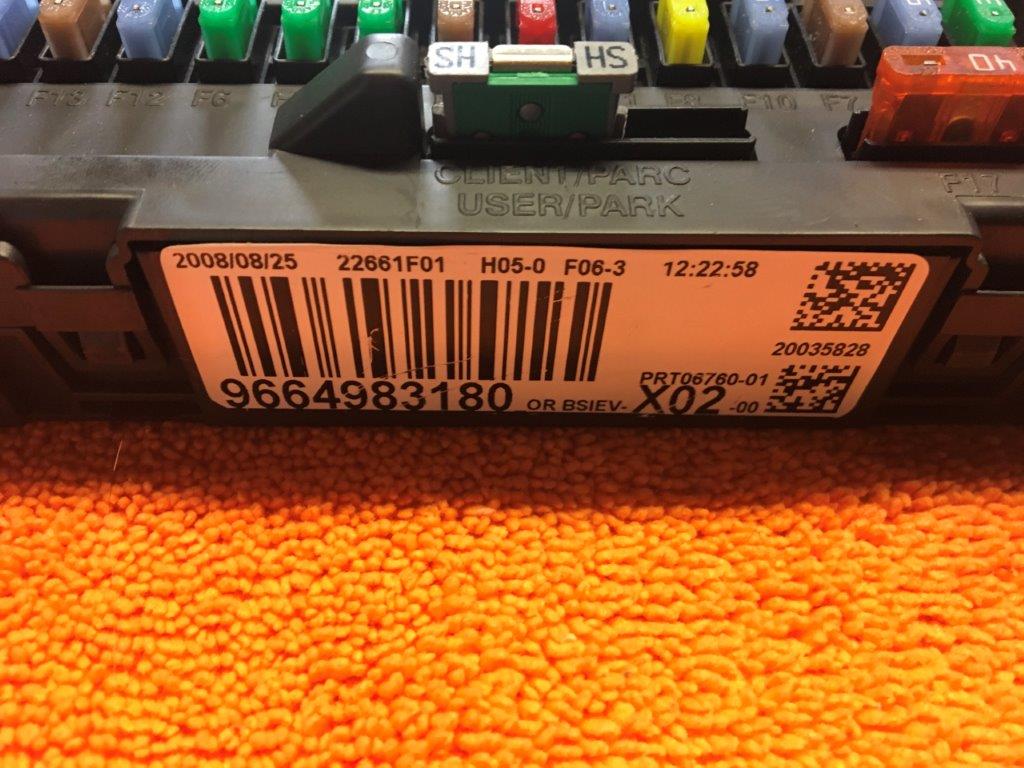 SH HS
40
F13 F12 F6 F8 F10 F7
CLIENT/PARC
USER/PARK
F17
2008/08/25 22661F01 H05-0 F06-3 12:22:58
20035828
PRT06760-01
9664983180 OR BSIEV- X02 -00